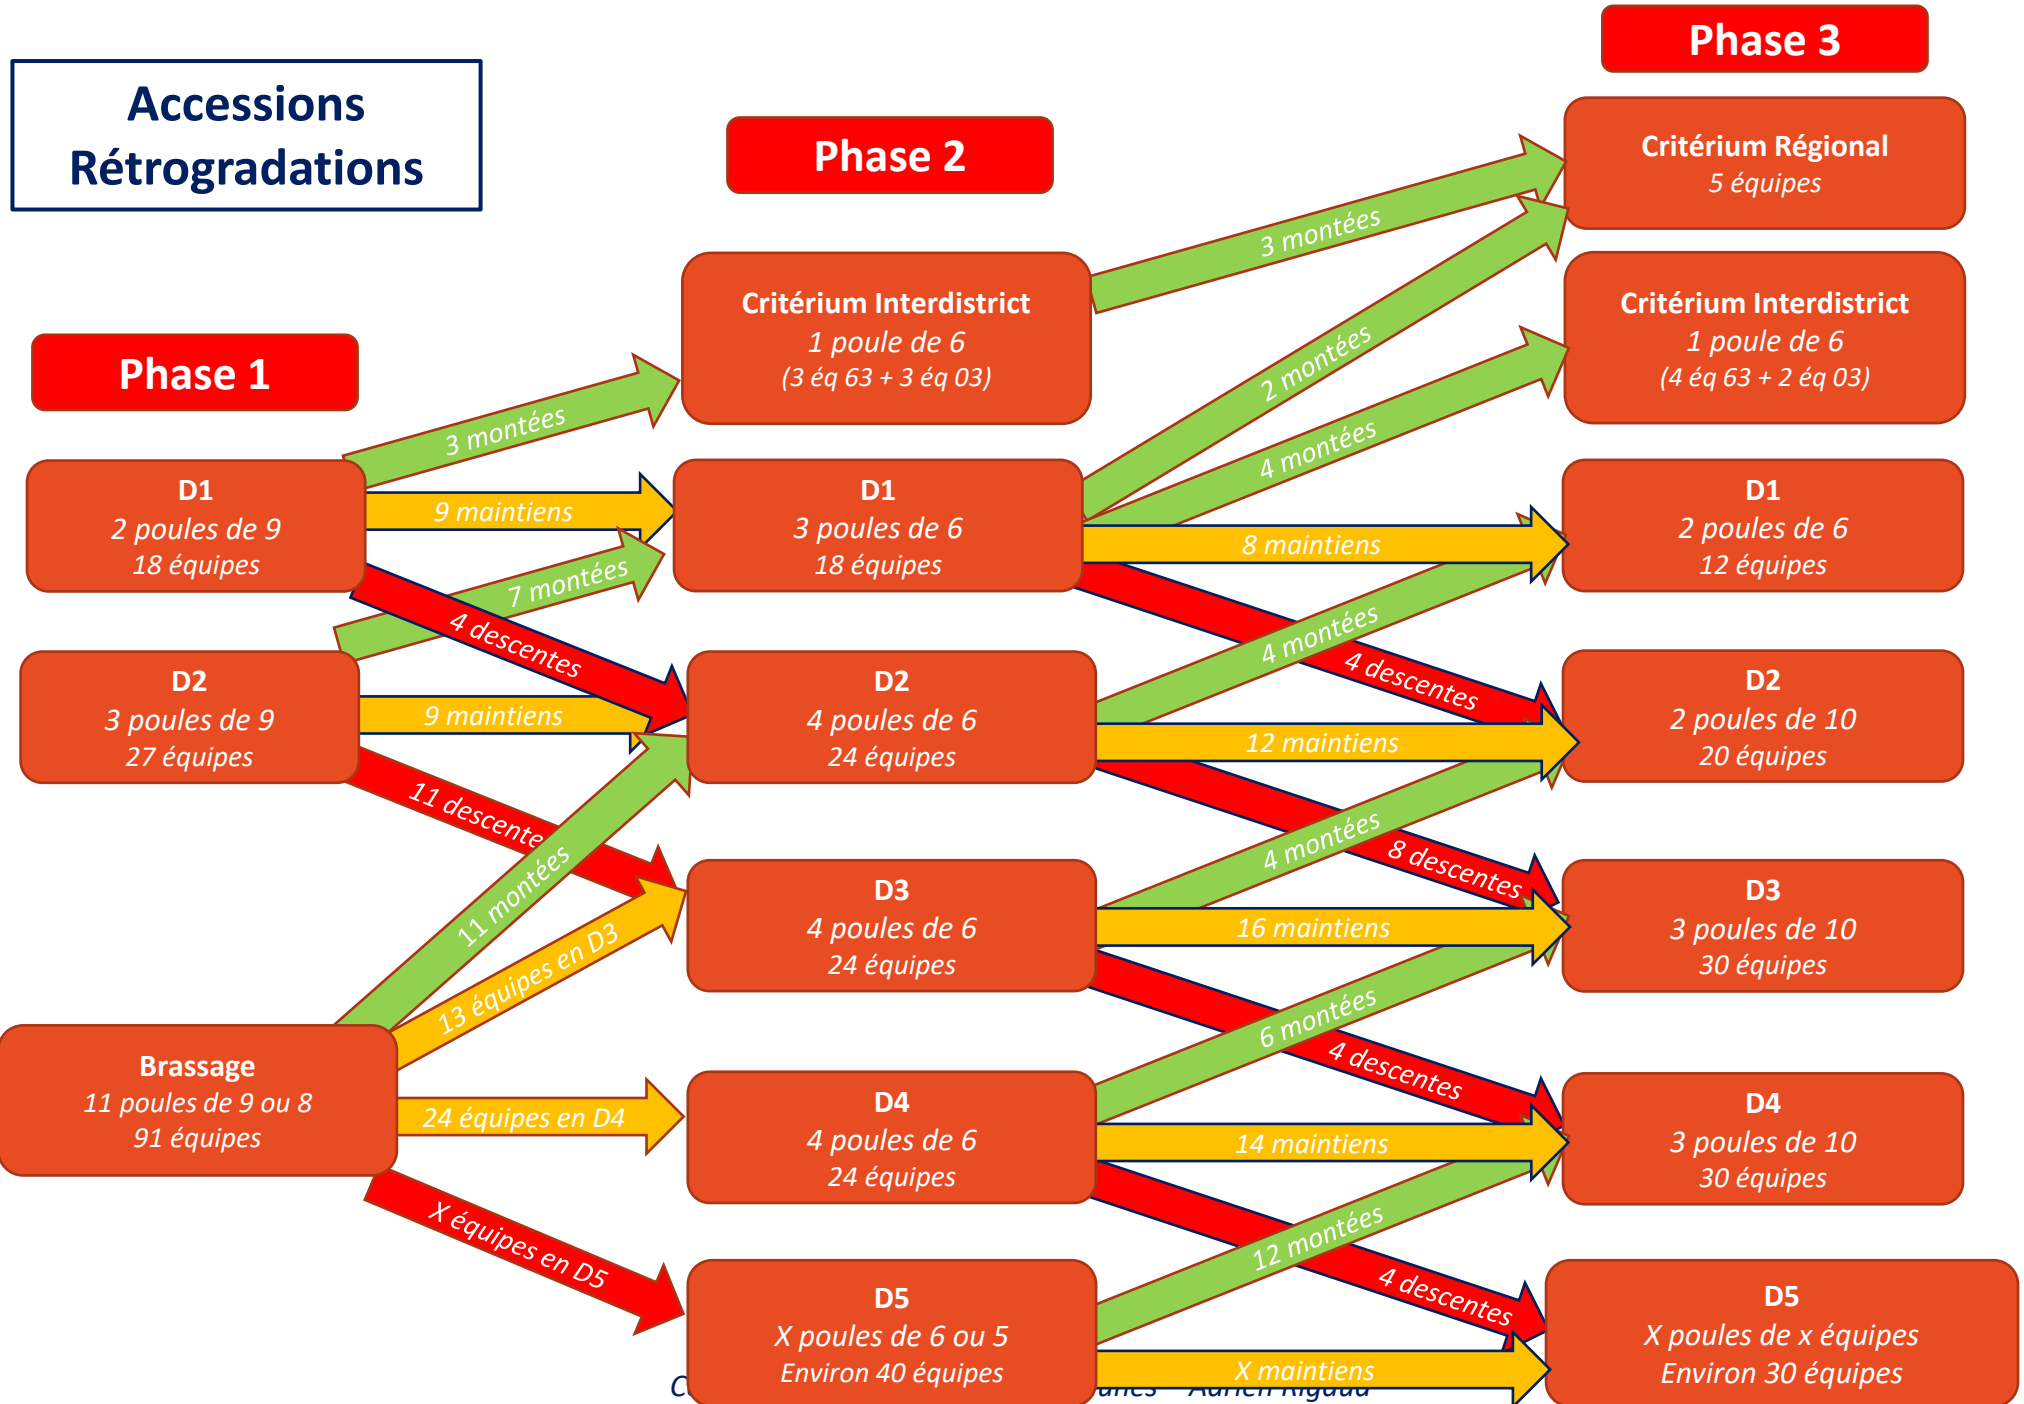 Accessions
Rétrogradations
Phase 1
D1
2 poules de 9
18 équipes
D2
3 poules de 9
27 équipes
Brassage
11 poules de 9 ou 8
91 équipes
3 montées
9 maintiens
7 montées
4 descentes
9 maintiens
11 descente
11 montées
13 équipes en D3
24 équipes en D4
X équipes en D5
Phase 2
Critérium Interdistrict
1 poule de 6
(3 éq 63 + 3 éq 03)
D1
3 poules de 6
18 équipes
D2
4 poules de 6
24 équipes
D3
4 poules de 6
24 équipes
D4
4 poules de 6
24 équipes
D5
X poules de 6 ou 5
Environ 40 équipes
3 montées
2 montées
4 montées
8 maintiens
4 montées
4 descentes
12 maintiens
4 montées
8 descentes
16 maintiens
6 montées
4 descentes
14 maintiens
12 montées
4 descentes
X maintiens
Phase 3
Critérium Régional
5 équipes
Critérium Interdistrict
1 poule de 6
(4 éq 63 + 2 éq 03)
D1
2 poules de 6
12 équipes
D2
2 poules de 10
20 équipes
D3
3 poules de 10
30 équipes
D4
3 poules de 10
30 équipes
D5
X poules de x équipes
Environ 30 équipes
Adrien Rigaud